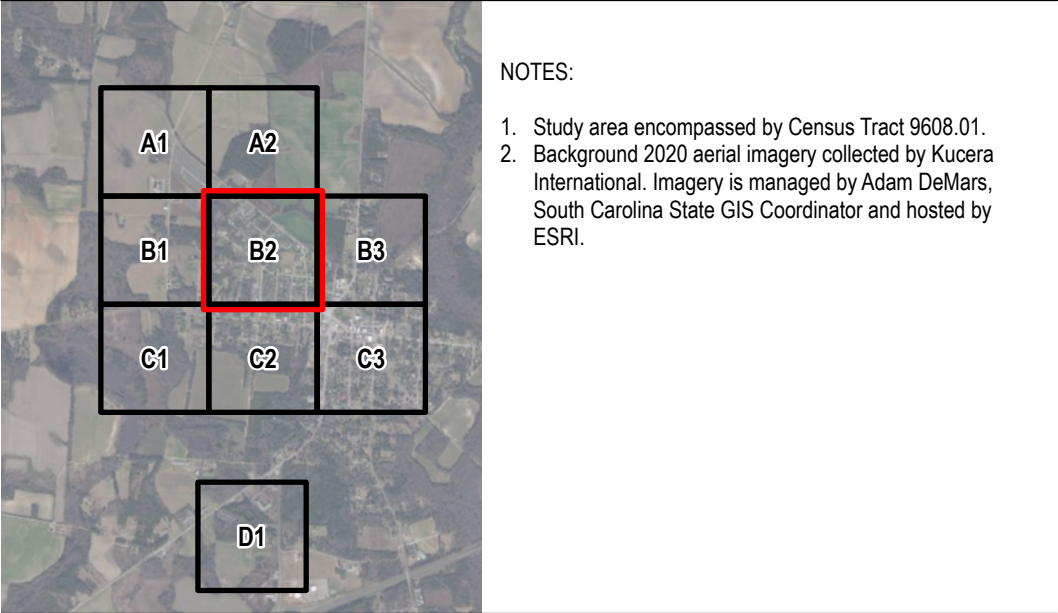 A1 A2
B1 B2 B3
C1 C2 C3
D1
NOTES:
1. Study area encompassed by Census Tract 9608.01.
2. Background 2020 aerial imagery collected by Kucera
International. Imagery is managed by Adam DeMars,
South Carolina State GIS Coordinator and hosted by
ESRI.